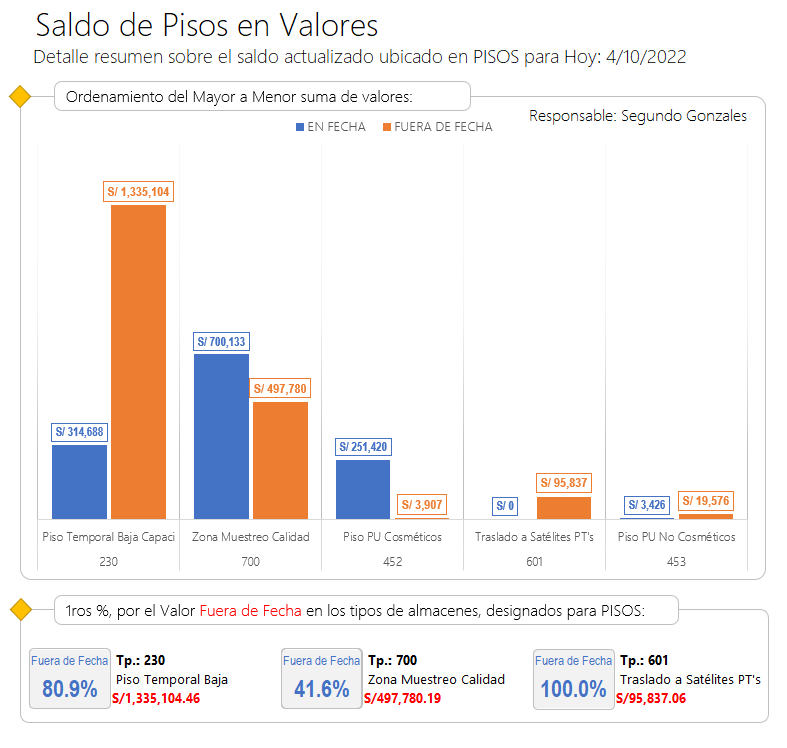 Saldo de Pisos en Valores
Detalle resumen sobre el saldo actualizado ubicado en PISOS para Hoy: 4/10/2022
Ordenamiento del Mayor a Menor suma de valores:
Responsable: Segundo Gonzales
EN FECHA FUERA DE FECHA
S/ 1,335,104
S/ 700,133
S/ 497,780
S/ 314,688
S/ 251,420
S/ 3,907
S/ 0
S/ 95,837
S/ 3,426
S/ 19,576
Piso Temporal Baja Capaci Zona Muestreo Calidad Piso PU Cosméticos Traslado a Satélites PT's Piso PU No Cosméticos
230 700 452 601 453
1ros %, por el Valor Fuera de Fecha en los tipos de almacenes, designados para PISOS:
Fuera de Fecha
80.9%
Tp.: 230
Piso Temporal Baja
S/1,335,104.46
Fuera de Fecha
41.6%
Tp.: 700
Zona Muestreo Calidad
S/497,780.19
Fuera de Fecha
100.0%
Tp.: 601
Traslado a Satélites PT's
S/95,837.06